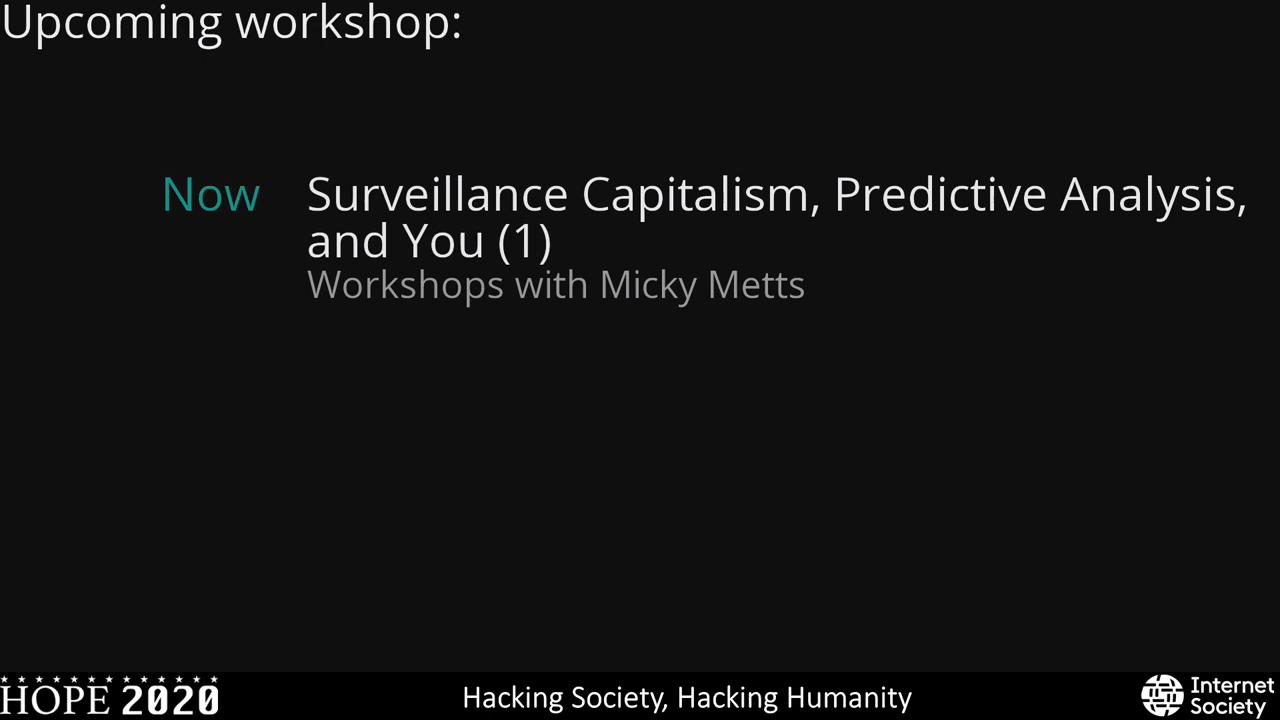 Upcoming workshop:
Now
Surveillance Capitalism, Predictive Analysis,
and You (1)
Workshops with Micky Metts
HOPE 2020
Hacking Society, Hacking Humanity
Internet
Society